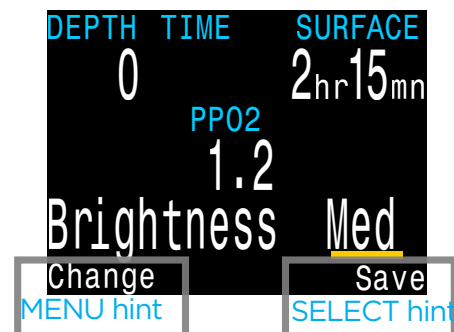 DEPTH TIME SURFACE
0 2hr15mn
PPO2
1.2
Brightness Med
Change Save
MENU hint SELECT hint